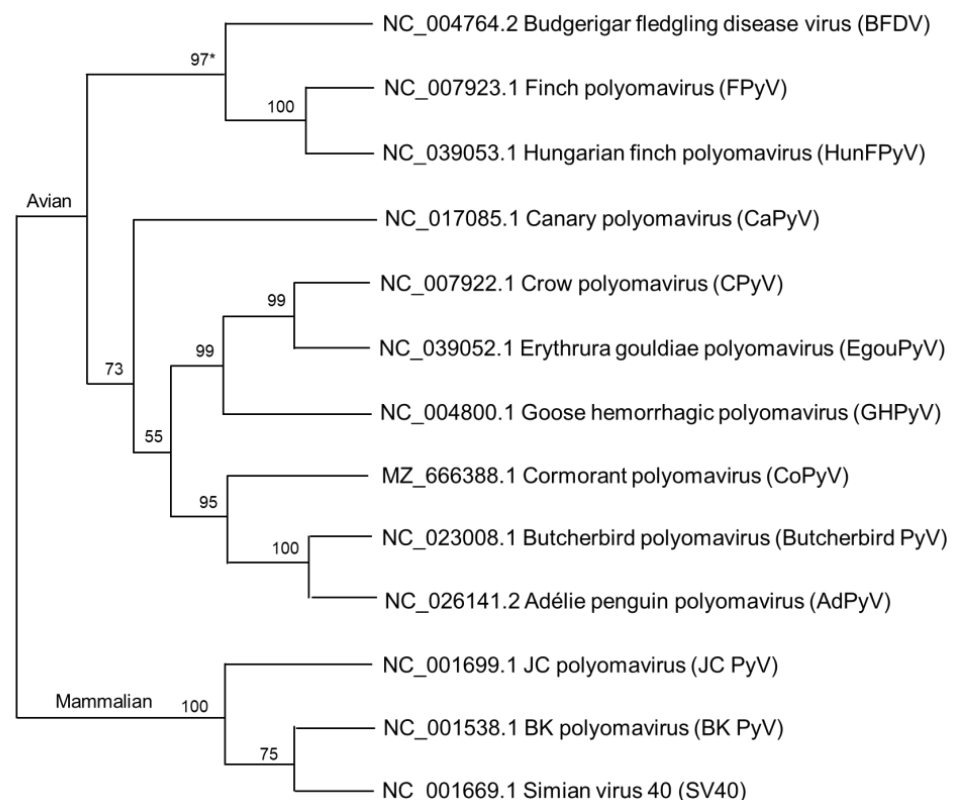 NC_004764.2 Budgerigar fledgling disease virus (BFDV)
97*
NC_007923.1 Finch polyomavirus (FPyV)
100
NC_039053.1 Hungarian finch polyomavirus (HunFPyV)
Avian
NC_017085.1 Canary polyomavirus (CaPyV)
NC_007922.1 Crow polyomavirus (CPyV)
99
NC_039052.1 Erythrura gouldiae polyomavirus (EgouPyV)
99
73
NC_004800.1 Goose hemorrhagic polyomavirus (GHPyV)
55
MZ_666388.1 Cormorant polyomavirus (CoPyV)
95
NC_023008.1 Butcherbird polyomavirus (Butcherbird PyV)
100
NC_026141.2 Adélie penguin polyomavirus (AdPyV)
NC_001699.1 JC polyomavirus (JC PyV)
Mammalian
100
NC_001538.1 BK polyomavirus (BK PyV)
75
NC_001669.1 Simian virus 40 (SV40)